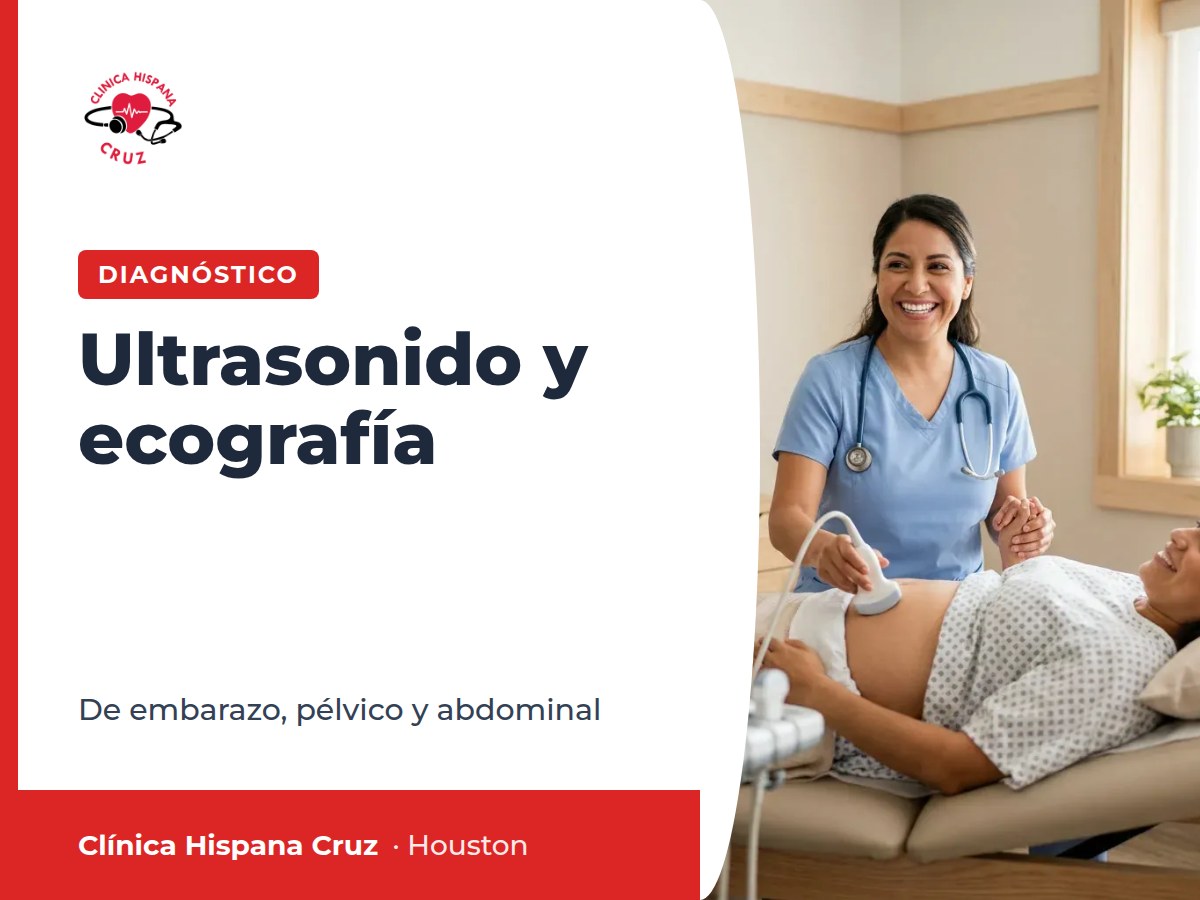 CLINICA HISPANA
CRUZ
DIAGNÓSTICO
Ultrasonido y
ecografía
De embarazo, pélvico y abdominal
Clínica Hispana Cruz · Houston